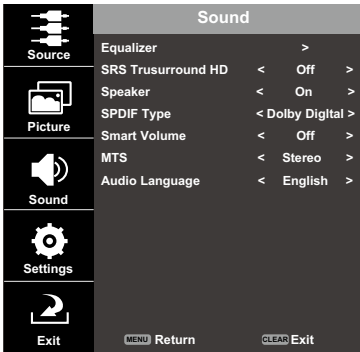 Sound
Source
Picture
Sound
Settings
Exit
Equalizer >
SRS Trusurround HD < Off >
Speaker < On >
SPDIF Type < Dolby Digltal >
Smart Volume < Off >
MTS < Stereo >
Audio Language < English >
MENU Return CLEAR Exit